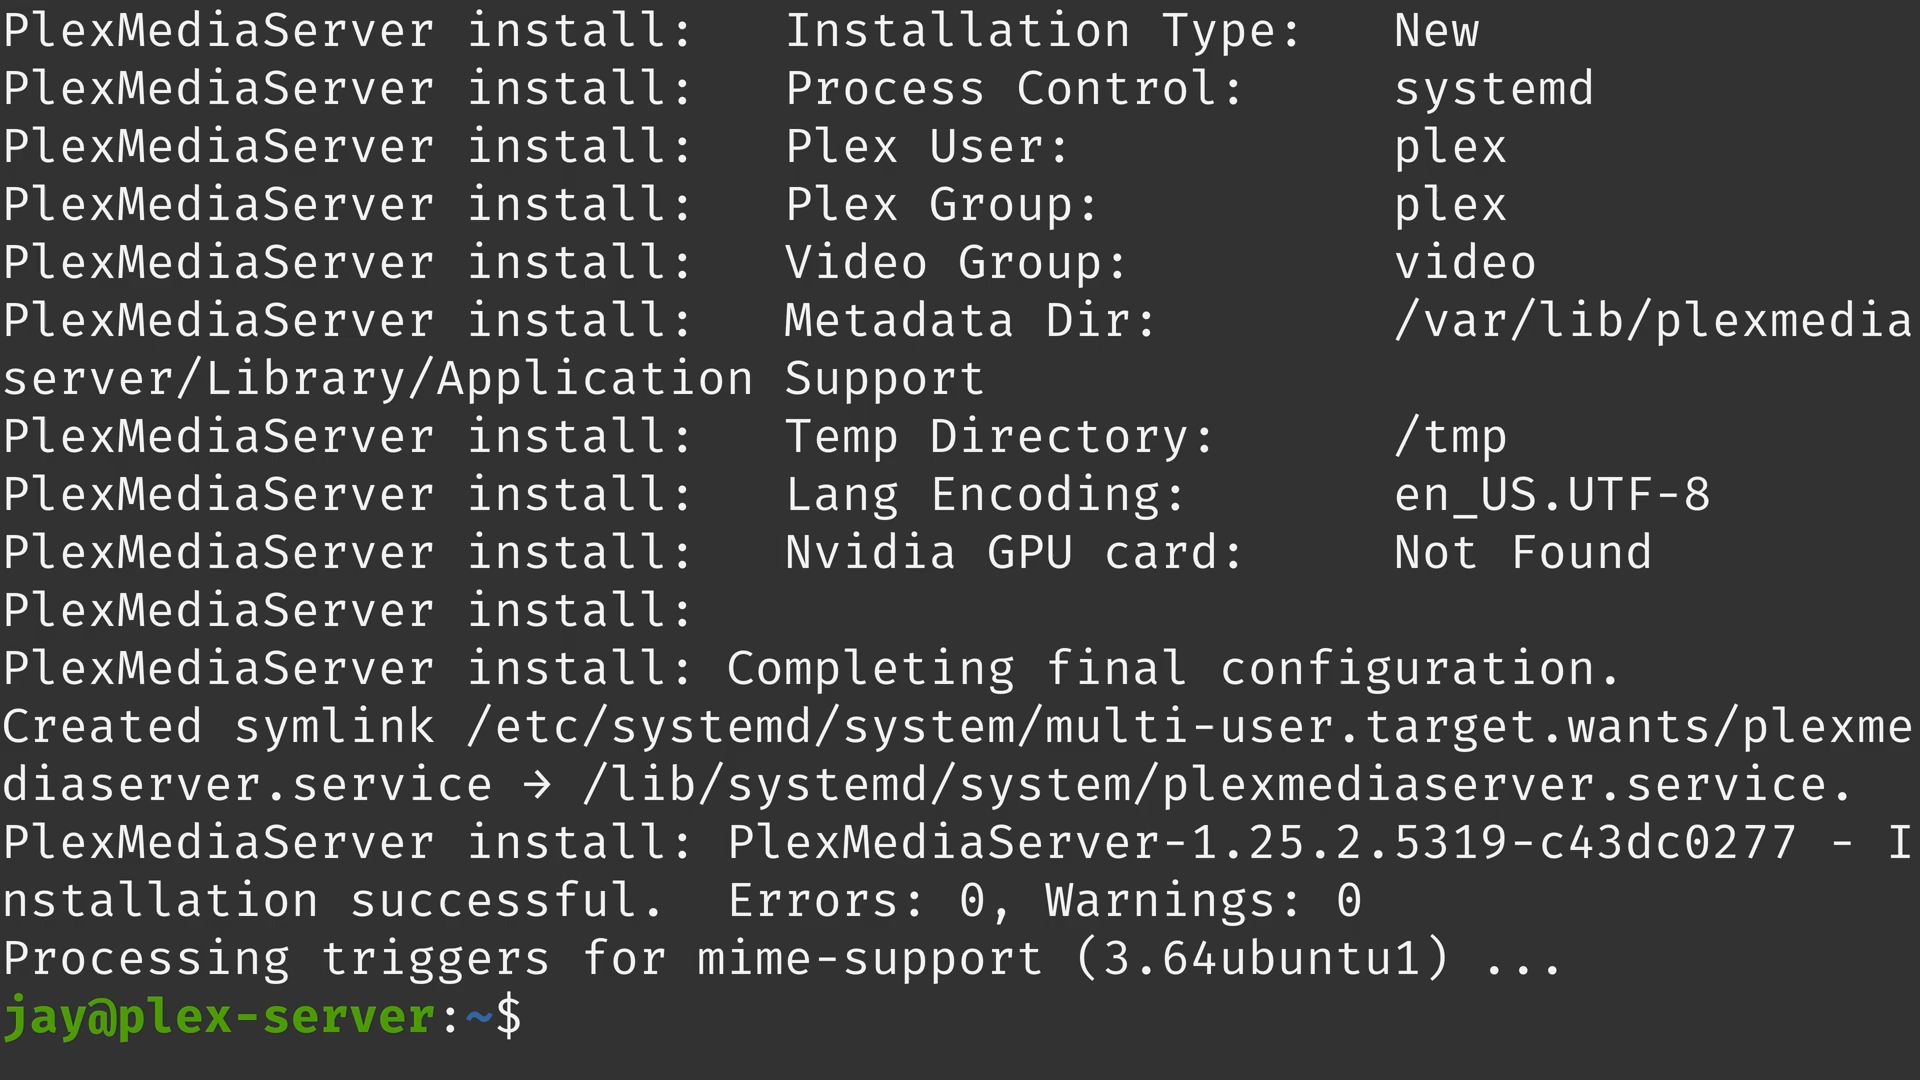 PlexMediaServer install:   Installation Type:   New
PlexMediaServer install:   Process Control:     systemd
PlexMediaServer install:   Plex User:           plex
PlexMediaServer install:   Plex Group:          plex
PlexMediaServer install:   Video Group:         video
PlexMediaServer install:   Metadata Dir:        /var/lib/plexmedia
server/Library/Application Support
PlexMediaServer install:   Temp Directory:      /tmp
PlexMediaServer install:   Lang Encoding:       en_US.UTF-8
PlexMediaServer install:   Nvidia GPU card:     Not Found
PlexMediaServer install:
PlexMediaServer install: Completing final configuration.
Created symlink /etc/systemd/system/multi-user.target.wants/plexme
diaserver.service → /lib/systemd/system/plexmediaserver.service.
PlexMediaServer install: PlexMediaServer-1.25.2.5319-c43dc0277 - I
nstallation successful.  Errors: 0, Warnings: 0
Processing triggers for mime-support (3.64ubuntu1) ...
jay@plex-server:~$